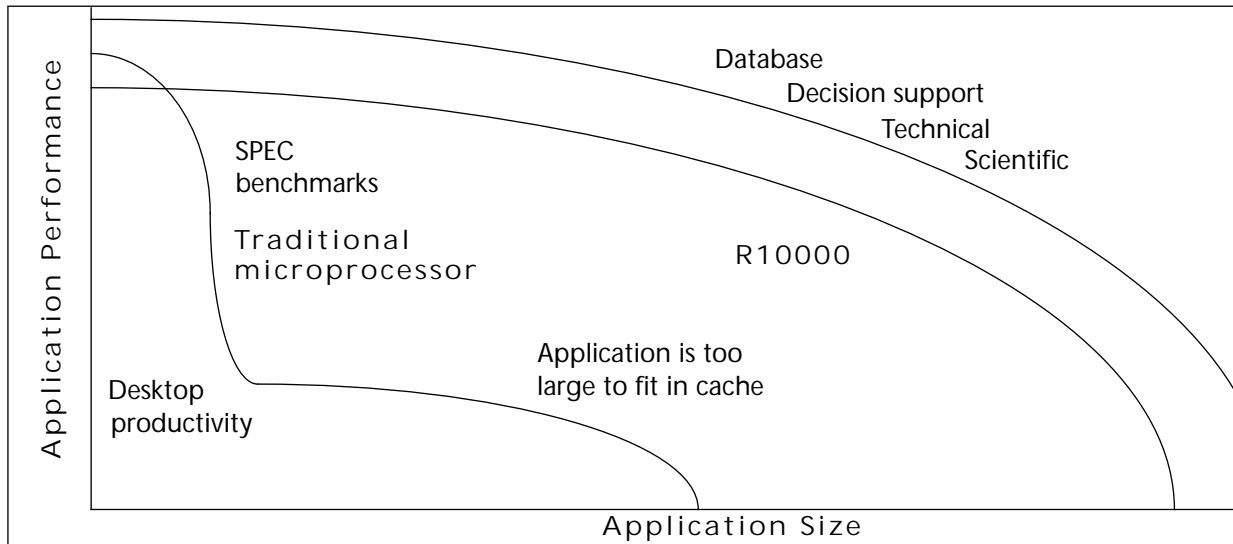 Application Performance
Database
Decision support
Technical
Scientific
SPEC
benchmarks
Traditional
microprocessor
R10000
Application is too
large to fit in cache
Desktop
productivity
Application Size